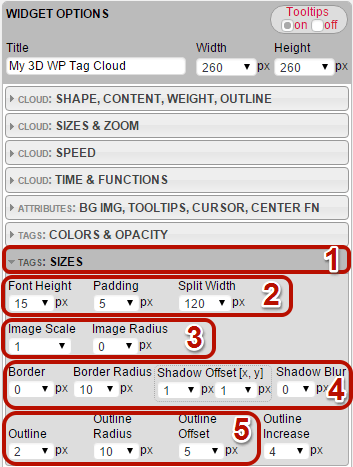 WIDGET OPTIONS
Tooltips
on off
Title Width Height
My 3D WP Tag Cloud 260 px 260 px
CLOUD: SHAPE, CONTENT, WEIGHT, OUTLINE
CLOUD: SIZES & ZOOM
CLOUD: SPEED
CLOUD: TIME & FUNCTIONS
ATTRIBUTES: BG IMG, TOOLTIPS, CURSOR, CENTER FN
TAGS: COLORS & OPACITY
TAGS: SIZES 1
Font Height Padding Split Width
15 px 5 px 120 px 2
Image Scale Image Radius
1 0 px 3
Border Border Radius Shadow Offset [x, y] Shadow Blur
0 px 10 px 1 px 1 px 0 px 4
Outline Outline Radius Outline Offset Outline Increase
2 px 10 px 5 px 4 px 5